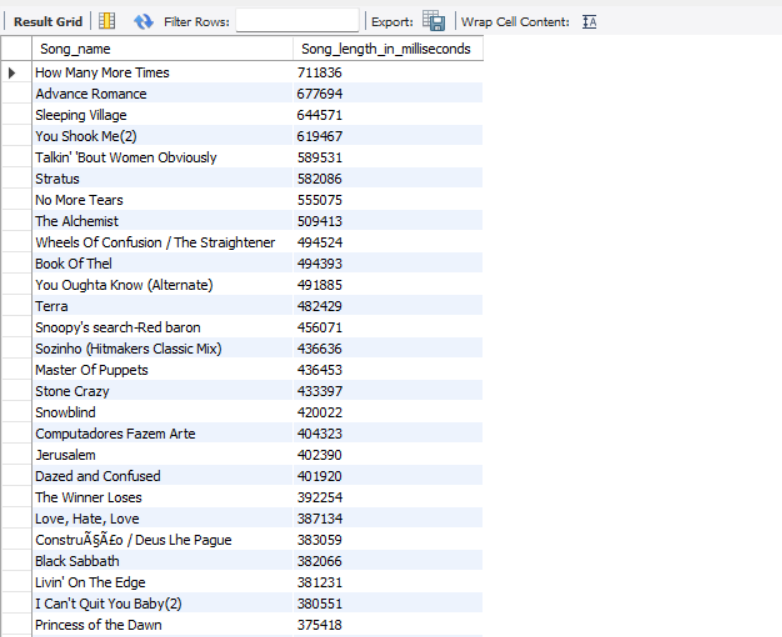 Result Grid Filter Rows: Export: Wrap Cell Content: IA
Song_name Song_length_in_milliseconds
How Many More Times 711836
Advance Romance 677694
Sleeping Village 644571
You Shook Me(2) 619467
Talkin' 'Bout Women Obviously 589531
Stratus 582086
No More Tears 555075
The Alchemist 509413
Wheels Of Confusion / The Straightener 494524
Book Of Thel 494393
You Oughta Know (Alternate) 491885
Terra 482429
Snoopy's search-Red baron 456071
Sozinho (Hitmakers Classic Mix) 436636
Master Of Puppets 436453
Stone Crazy 433397
Snowblind 420022
Computadores Fazem Arte 404323
Jerusalem 402390
Dazed and Confused 401920
The Winner Loses 392254
Love, Hate, Love 387134
ConstruÃ§Ã£o / Deus Lhe Pague 383059
Black Sabbath 382066
Livin' On The Edge 381231
I Can't Quit You Baby(2) 380551
Princess of the Dawn 375418